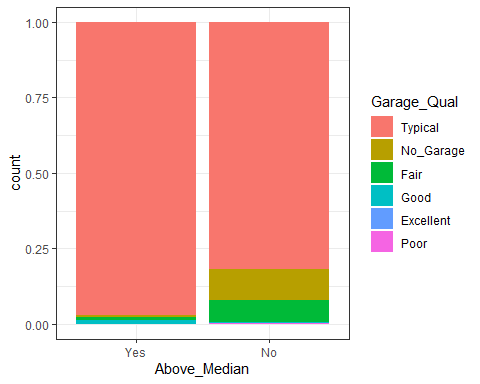 1.00
0.75
0.50
0.25
0.00
count
Yes
No
Above_Median
Garage_Qual
Typical
No_Garage
Fair
Good
Excellent
Poor